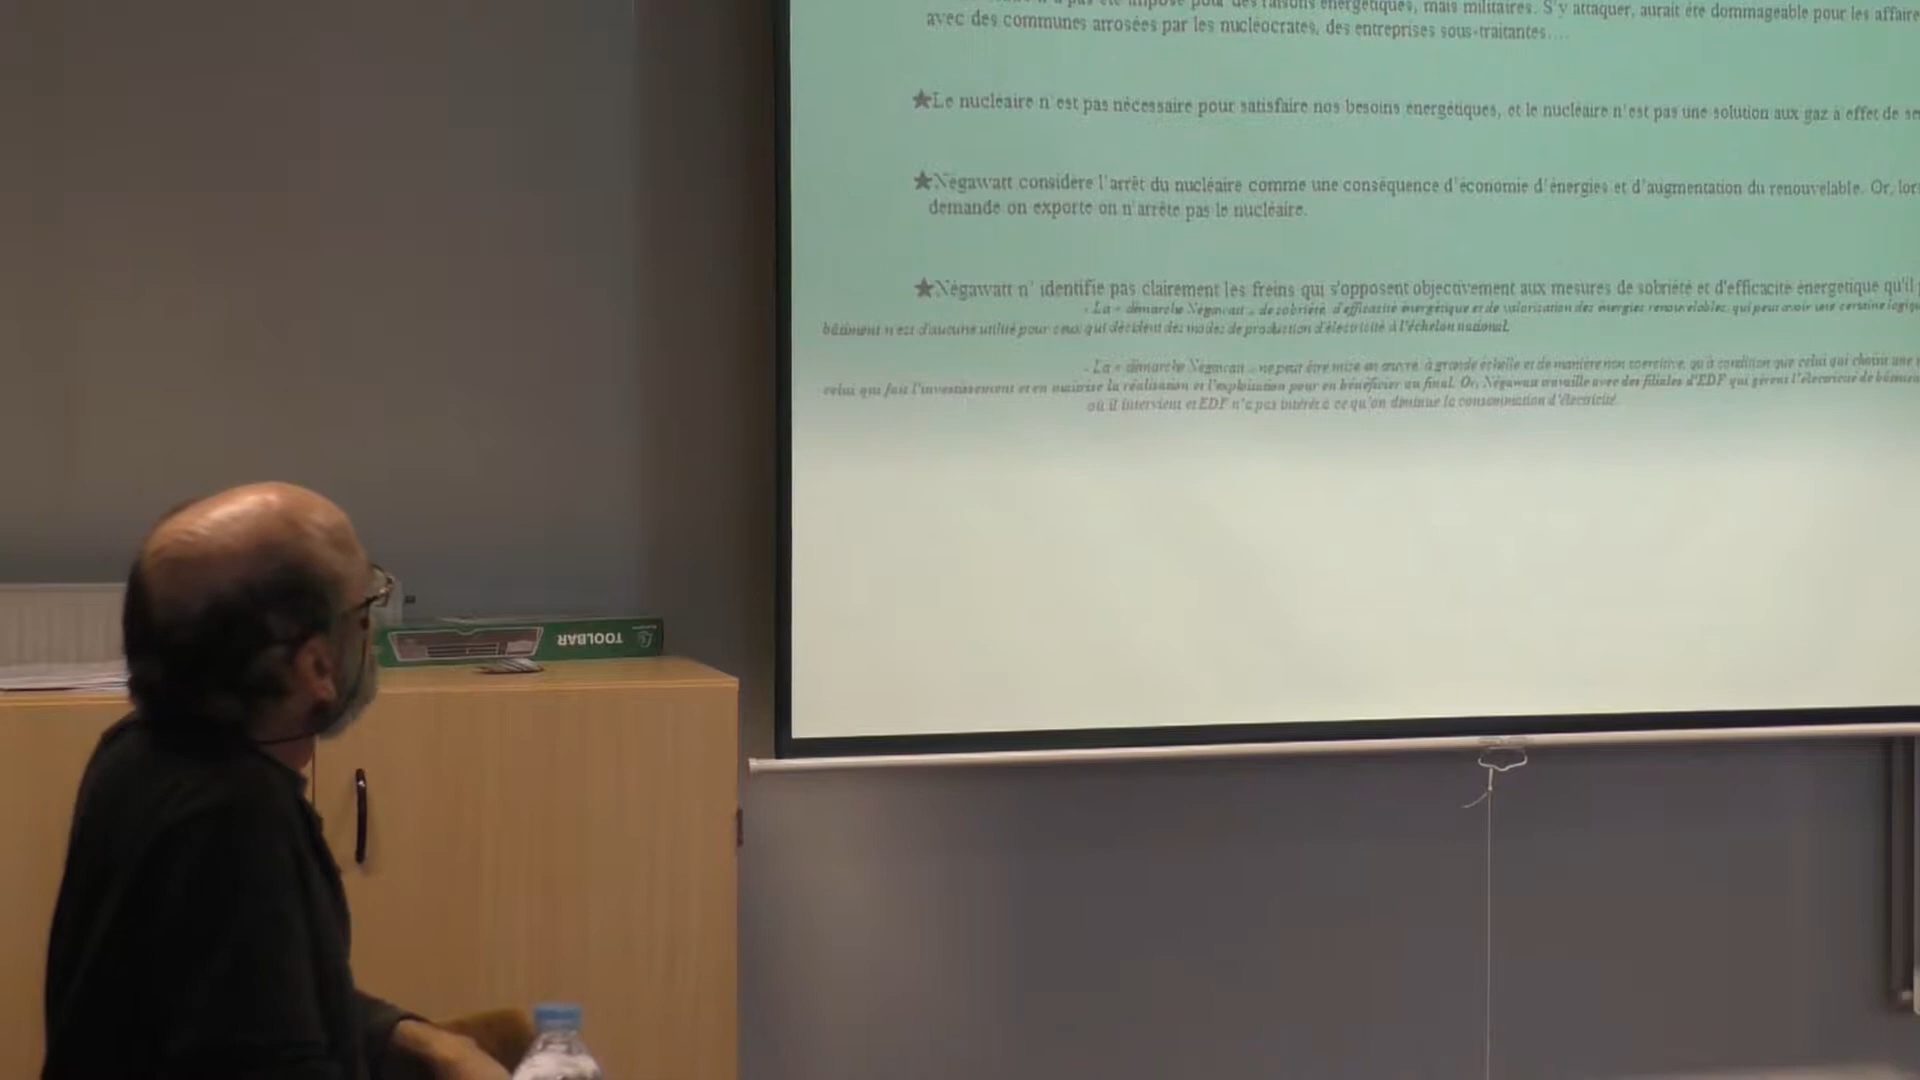 pas été imposé pour des raisons énergétiques, mais militaires. S'y attaquer, aurait été dommageable pour les affaire
avec des communes arrosées par les nucléocrates, des entreprises sous-traitantes....
★Le nucléaire n'est pas nécessaire pour satisfaire nos besoins énergétiques, et le nucléaire n'est pas une solution aux gaz à effet de se
★Négawatt considère l'arrêt du nucléaire comme une conséquence d'économie d'énergies et d'augmentation du renouvelable. Or, lor
demande on exporte on n'arrête pas le nucléaire.
★Négawatt n' identifie pas clairement les freins qui s'opposent objectivement aux mesures de sobriété et d'efficacité énergetique qu'il
- La « démarche Négawatt » de sobriété, d'efficacité énergétique et de valorisation des énergies renouvelables, qui peut avoir une certaine logiq
bâtiment n'est d'aucune utilité pour ceux qui décident des modes de production d'électricité à l'échelon national.
- La « démarche Négawatt » ne peut être mise en œuvre, à grande échelle et de manière non coercitive, qu'à condition que celui qui choisit une
celui qui fait l'investissement et en maitrise la réalisation et l'exploitation pour en bénéficier au final. Or, Négawatt travaille avec des filiales d'EDF qui gèrent l'électricité de
où il intervient et EDF n'a pas intérêt à ce qu'on diminue la consommation d'électricité.
TOOLBAR